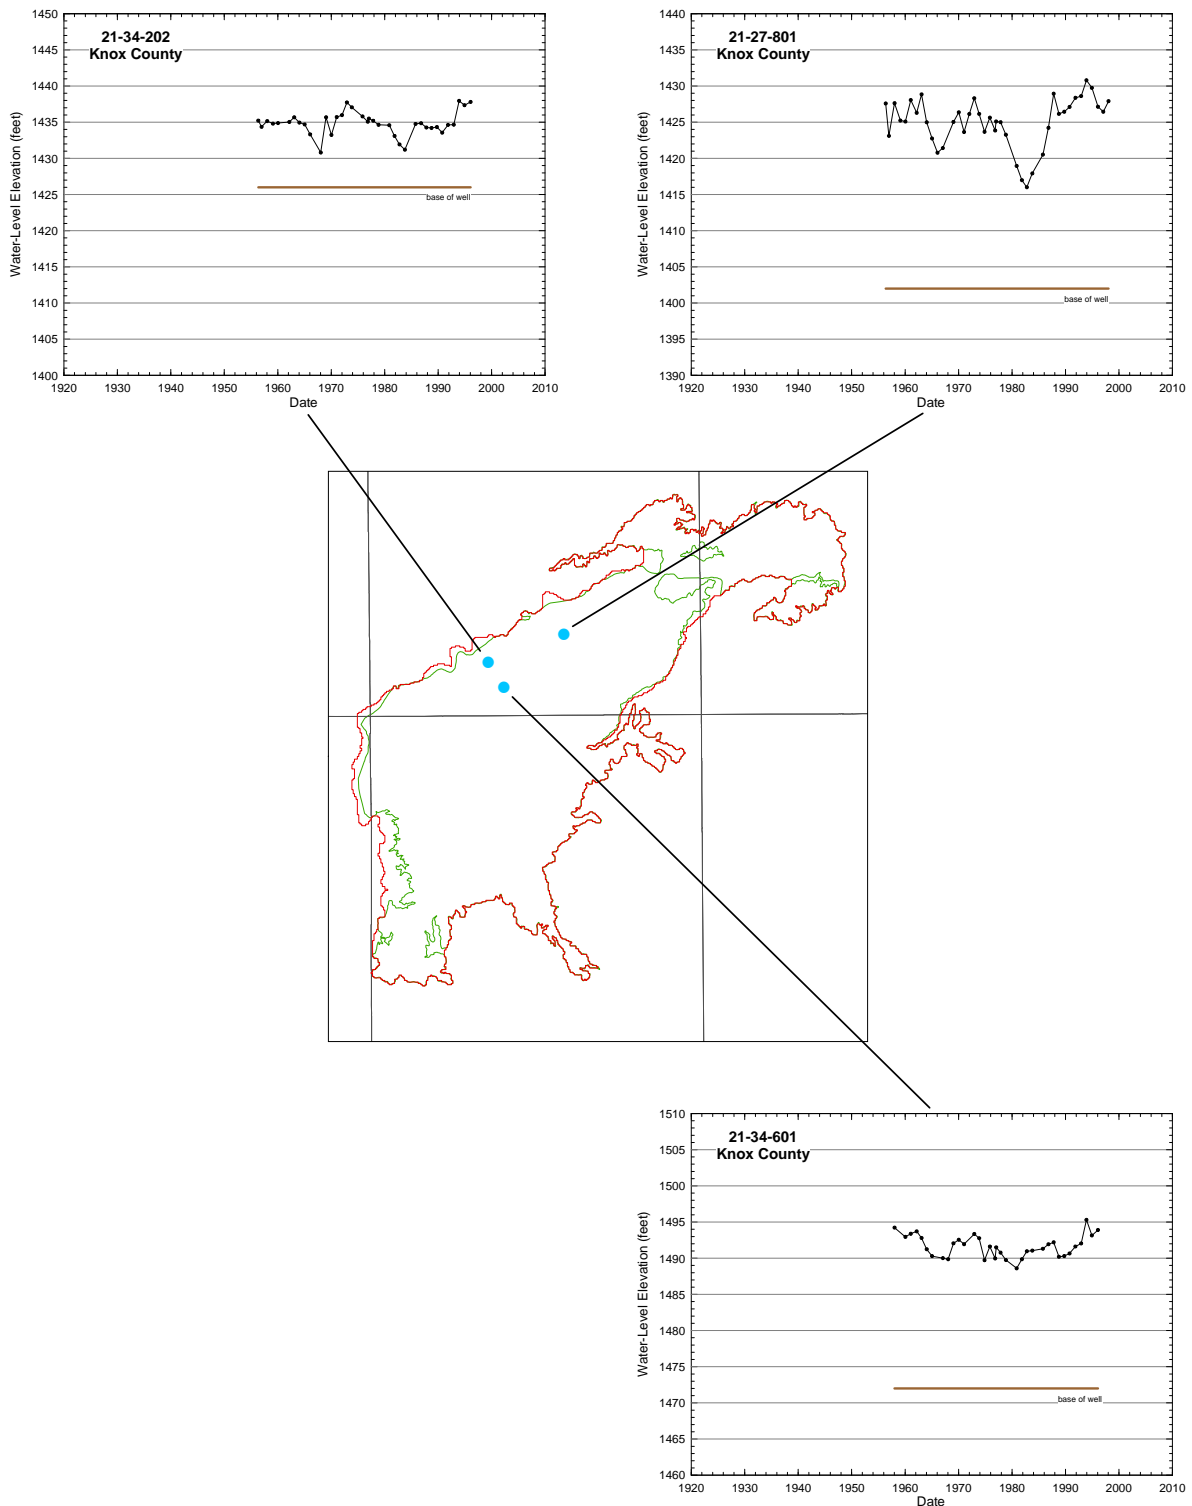 21-34-202
Knox County
Water-Level Elevation (feet)
1450
1445
1440
1435
1430
1425
1420
1415
1410
1405
1400
base of well
1920 1930 1940 1950 1960 1970 1980 1990 2000 2010
Date
21-27-801
Knox County
Water-Level Elevation (feet)
1440
1435
1430
1425
1420
1415
1410
1405
1400
1395
1390
base of well
1920 1930 1940 1950 1960 1970 1980 1990 2000 2010
Date
21-34-601
Knox County
Water-Level Elevation (feet)
1510
1505
1500
1495
1490
1485
1480
1475
1470
1465
1460
base of well
1920 1930 1940 1950 1960 1970 1980 1990 2000 2010
Date